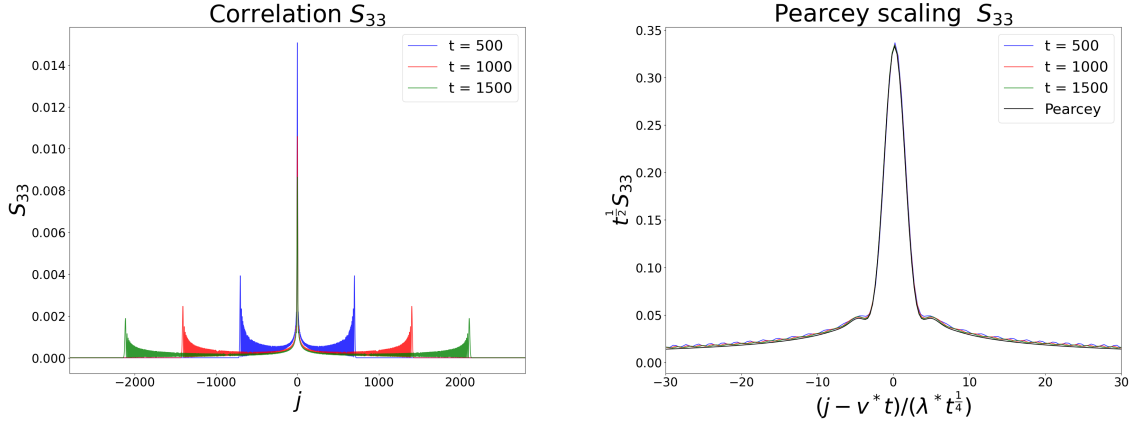 Correlation S₃₃
S₃₃
0.014
0.012
0.010
0.008
0.006
0.004
0.002
0.000
−2000
−1000
0
1000
2000
j
t = 500
t = 1000
t = 1500
Pearcey scaling S₃₃
t^{1/2}S₃₃
0.35
0.30
0.25
0.20
0.15
0.10
0.05
0.00
−30
−20
−10
0
10
20
30
(j − v*t)/(λ*t^{1/4})
t = 500
t = 1000
t = 1500
Pearcey